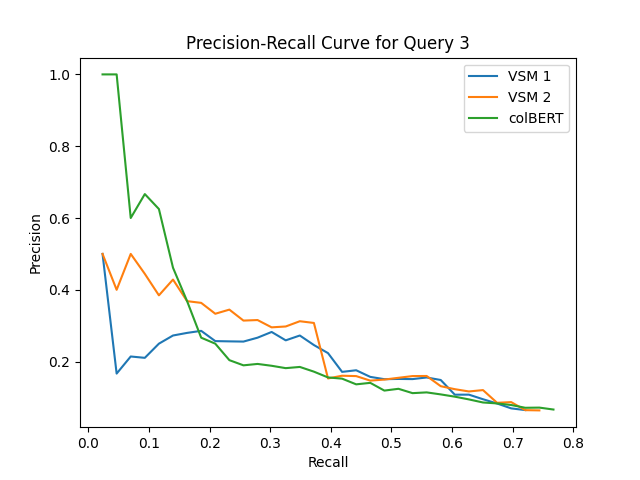 Precision-Recall Curve for Query 3
VSM 1
VSM 2
colBERT
1.0
0.8
0.6
0.4
0.2
Precision
0.0 0.1 0.2 0.3 0.4 0.5 0.6 0.7 0.8
Recall